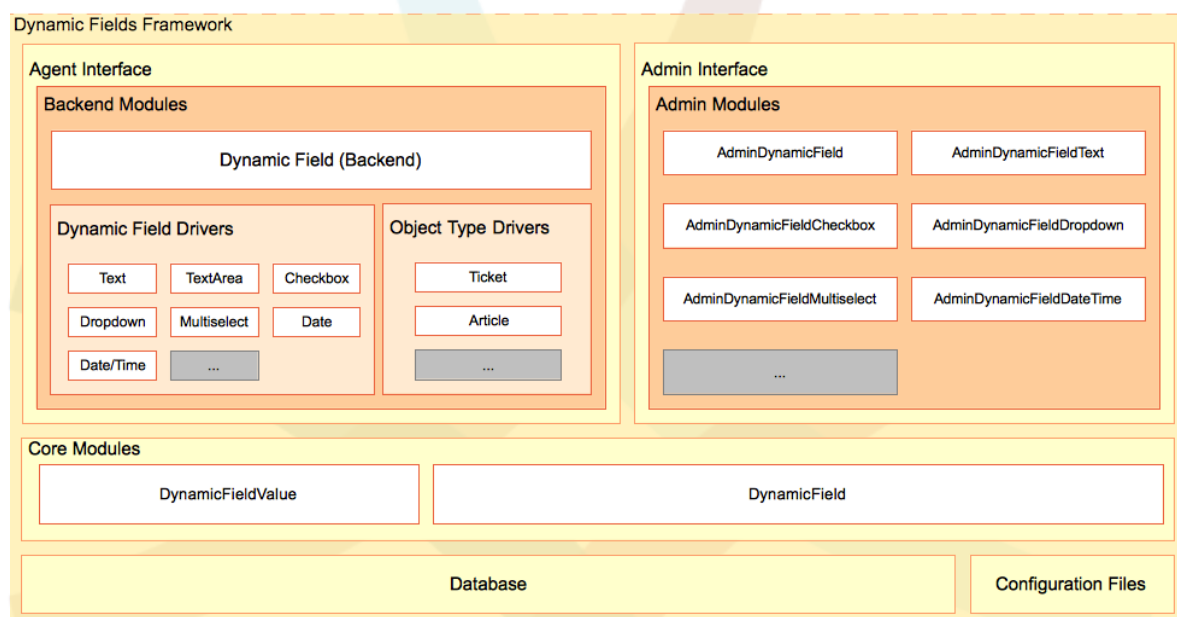 Dynamic Fields Framework
Agent Interface
Backend Modules
Dynamic Field (Backend)
Dynamic Field Drivers
Text
TextArea
Checkbox
Dropdown
Multiselect
Date
Date/Time
...
Object Type Drivers
Ticket
Article
...
Admin Interface
Admin Modules
AdminDynamicField
AdminDynamicFieldText
AdminDynamicFieldCheckbox
AdminDynamicFieldDropdown
AdminDynamicFieldMultiselect
AdminDynamicFieldDateTime
...
Core Modules
DynamicFieldValue
DynamicField
Database
Configuration Files